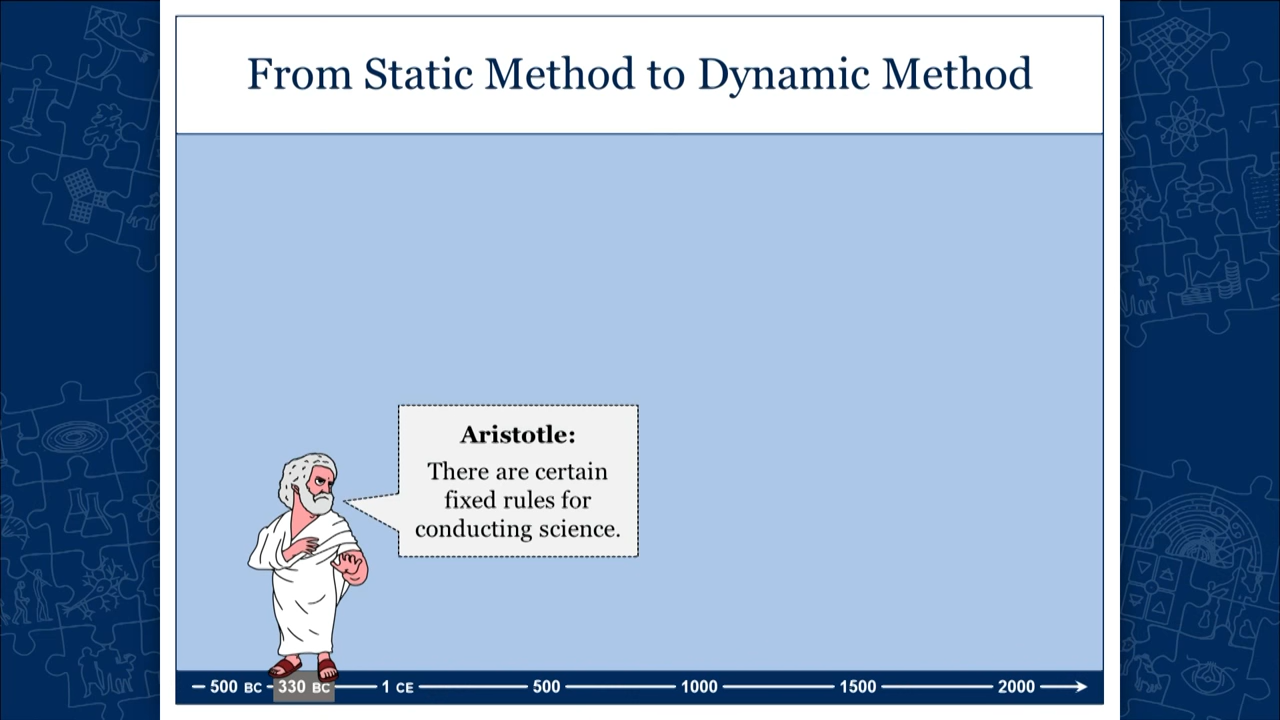 From Static Method to Dynamic Method
Aristotle:
There are certain
fixed rules for
conducting science.
500 BC 330 BC 1 CE 500 1000 1500 2000